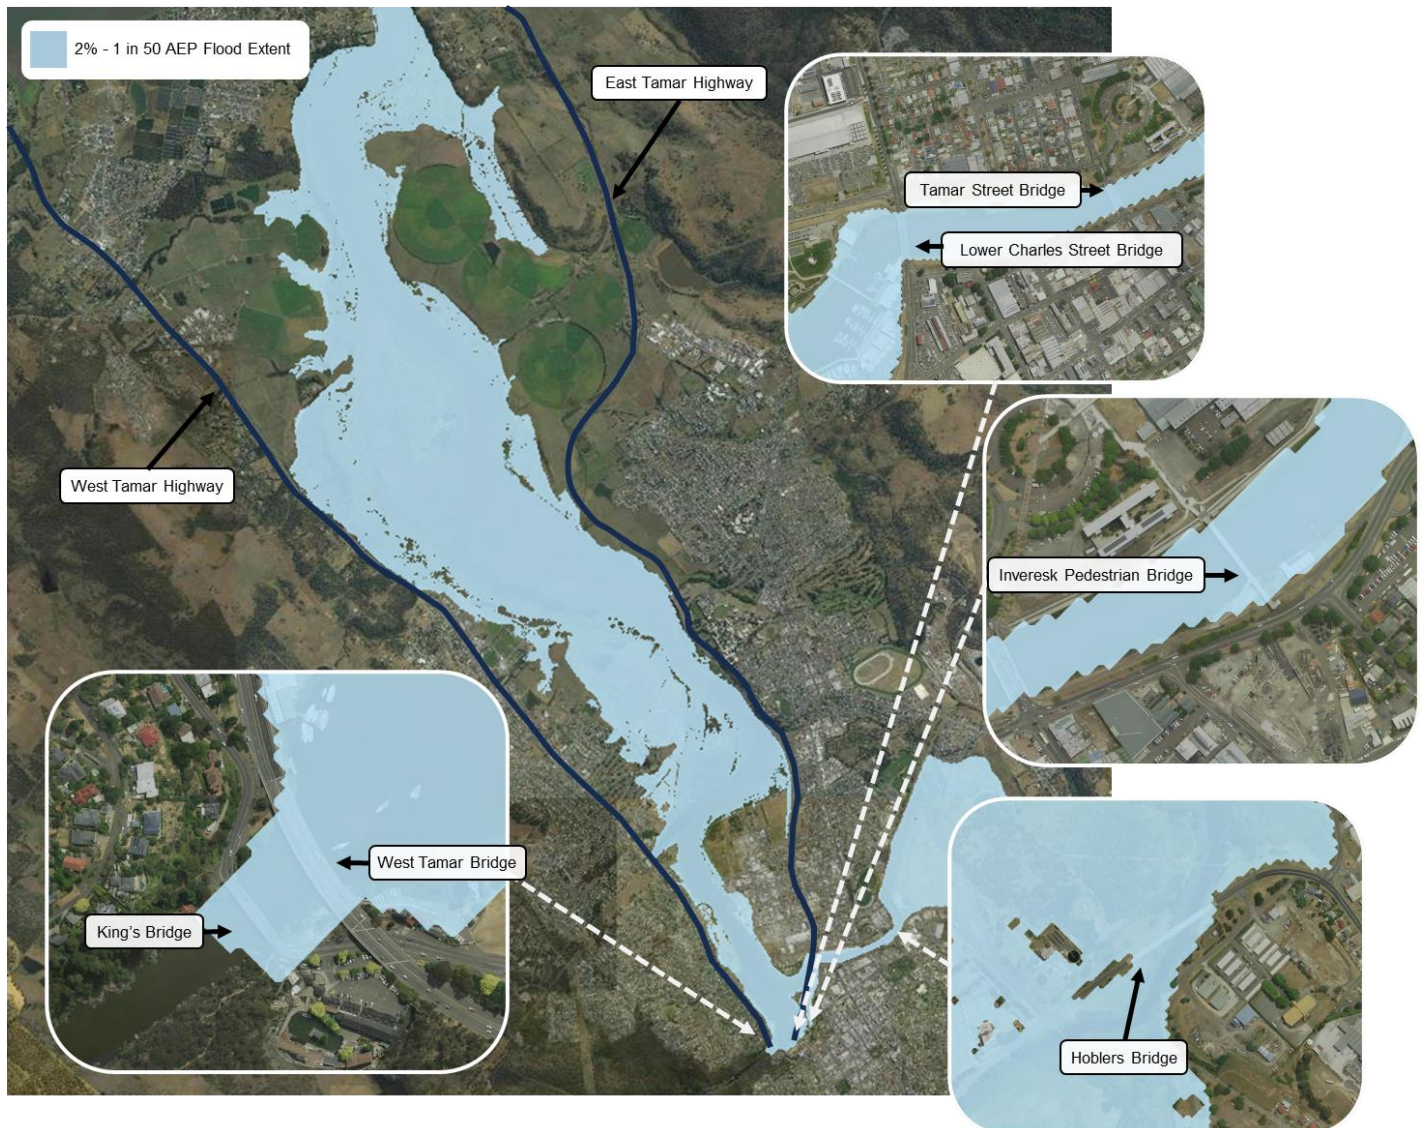 2% - 1 in 50 AEP Flood Extent
East Tamar Highway
Tamar Street Bridge
Lower Charles Street Bridge
West Tamar Highway
Inveresk Pedestrian Bridge
West Tamar Bridge
King's Bridge
Hoblers Bridge